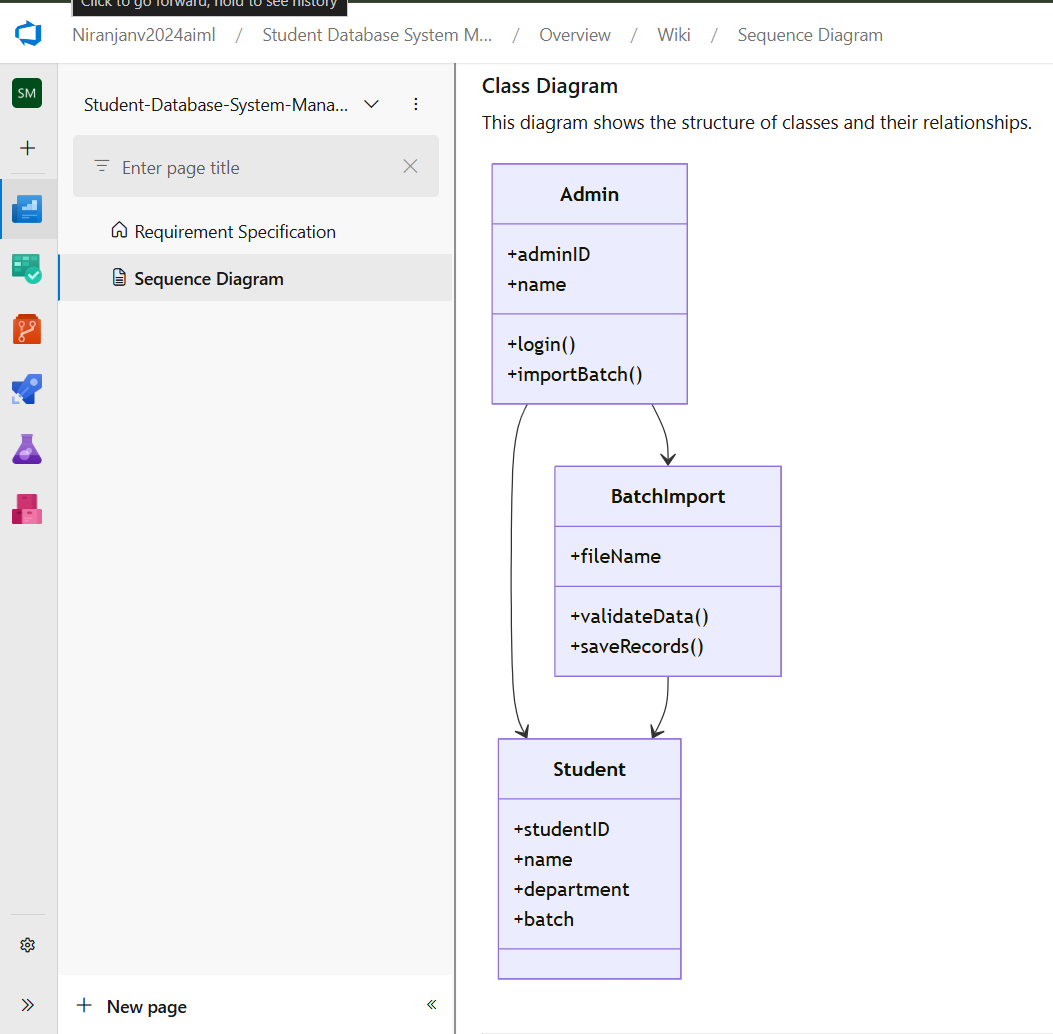 Click to go forward, hold to see history
Niranjanv2024aiml / Student Database System M... / Overview / Wiki / Sequence Diagram
SM
Student-Database-System-Mana...
Enter page title
Requirement Specification
Sequence Diagram
New page
Class Diagram
This diagram shows the structure of classes and their relationships.
Admin
+adminID
+name
+login()
+importBatch()
BatchImport
+fileName
+validateData()
+saveRecords()
Student
+studentID
+name
+department
+batch